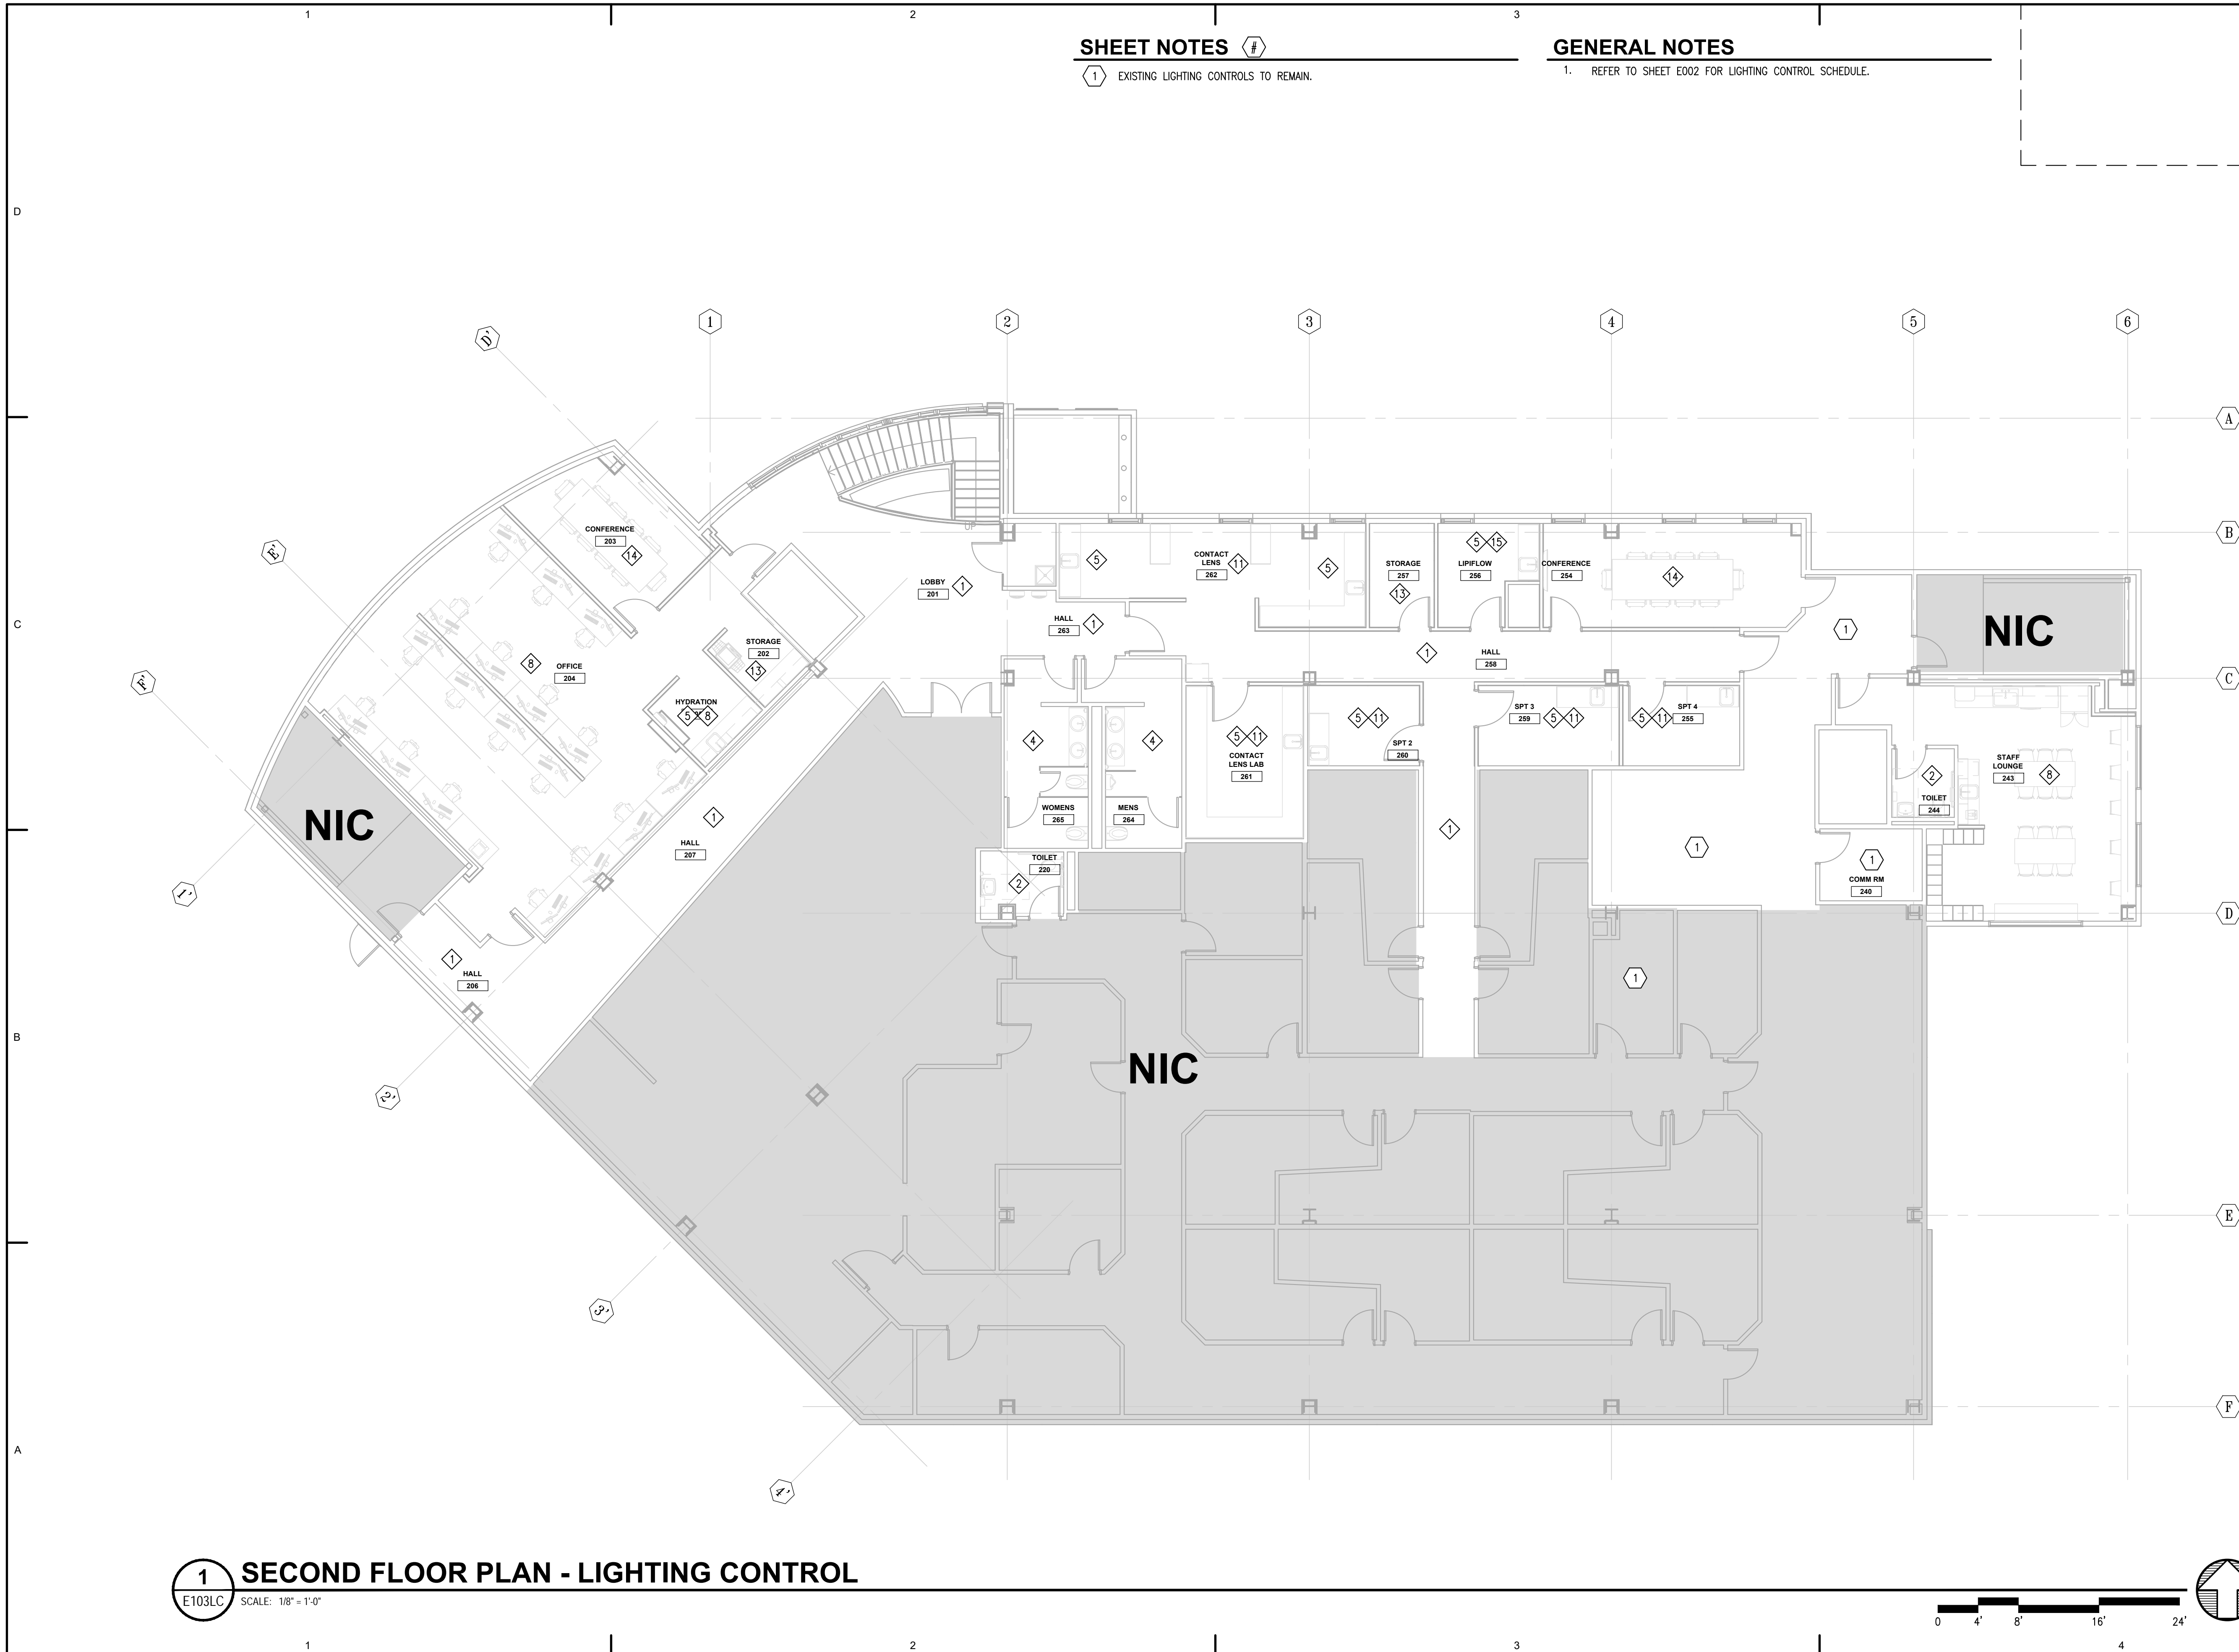 1 2 3
SHEET NOTES #
1 EXISTING LIGHTING CONTROLS TO REMAIN.
GENERAL NOTES
1. REFER TO SHEET E002 FOR LIGHTING CONTROL SCHEDULE.
D
C
B
A
1 2 3 4 5 6
D' E' F'
A
B
C
D
E
F
1' 2' 3' 4'
UP
CONFERENCE
203
14
LOBBY
201
1
CONTACT
LENS
262
11
5
5
STORAGE
257
13
5 15
LIPIFLOW
256
CONFERENCE
254
14
HALL
263
1
1
NIC
STORAGE
202
13
8
OFFICE
204
HYDRATION
5 8
1
HALL
258
4
4
5 11
CONTACT
LENS LAB
261
5 11
SPT 2
260
SPT 3
259
5 11
5 11
SPT 4
255
STAFF
LOUNGE
243
8
2
TOILET
244
NIC
1
HALL
207
WOMENS
265
MENS
264
1
1
1
COMM RM
240
TOILET
220
2
1
HALL
206
1
NIC
1
E103LC
SECOND FLOOR PLAN - LIGHTING CONTROL
SCALE: 1/8" = 1'-0"
0 4' 8' 16' 24'
1 2 3 4